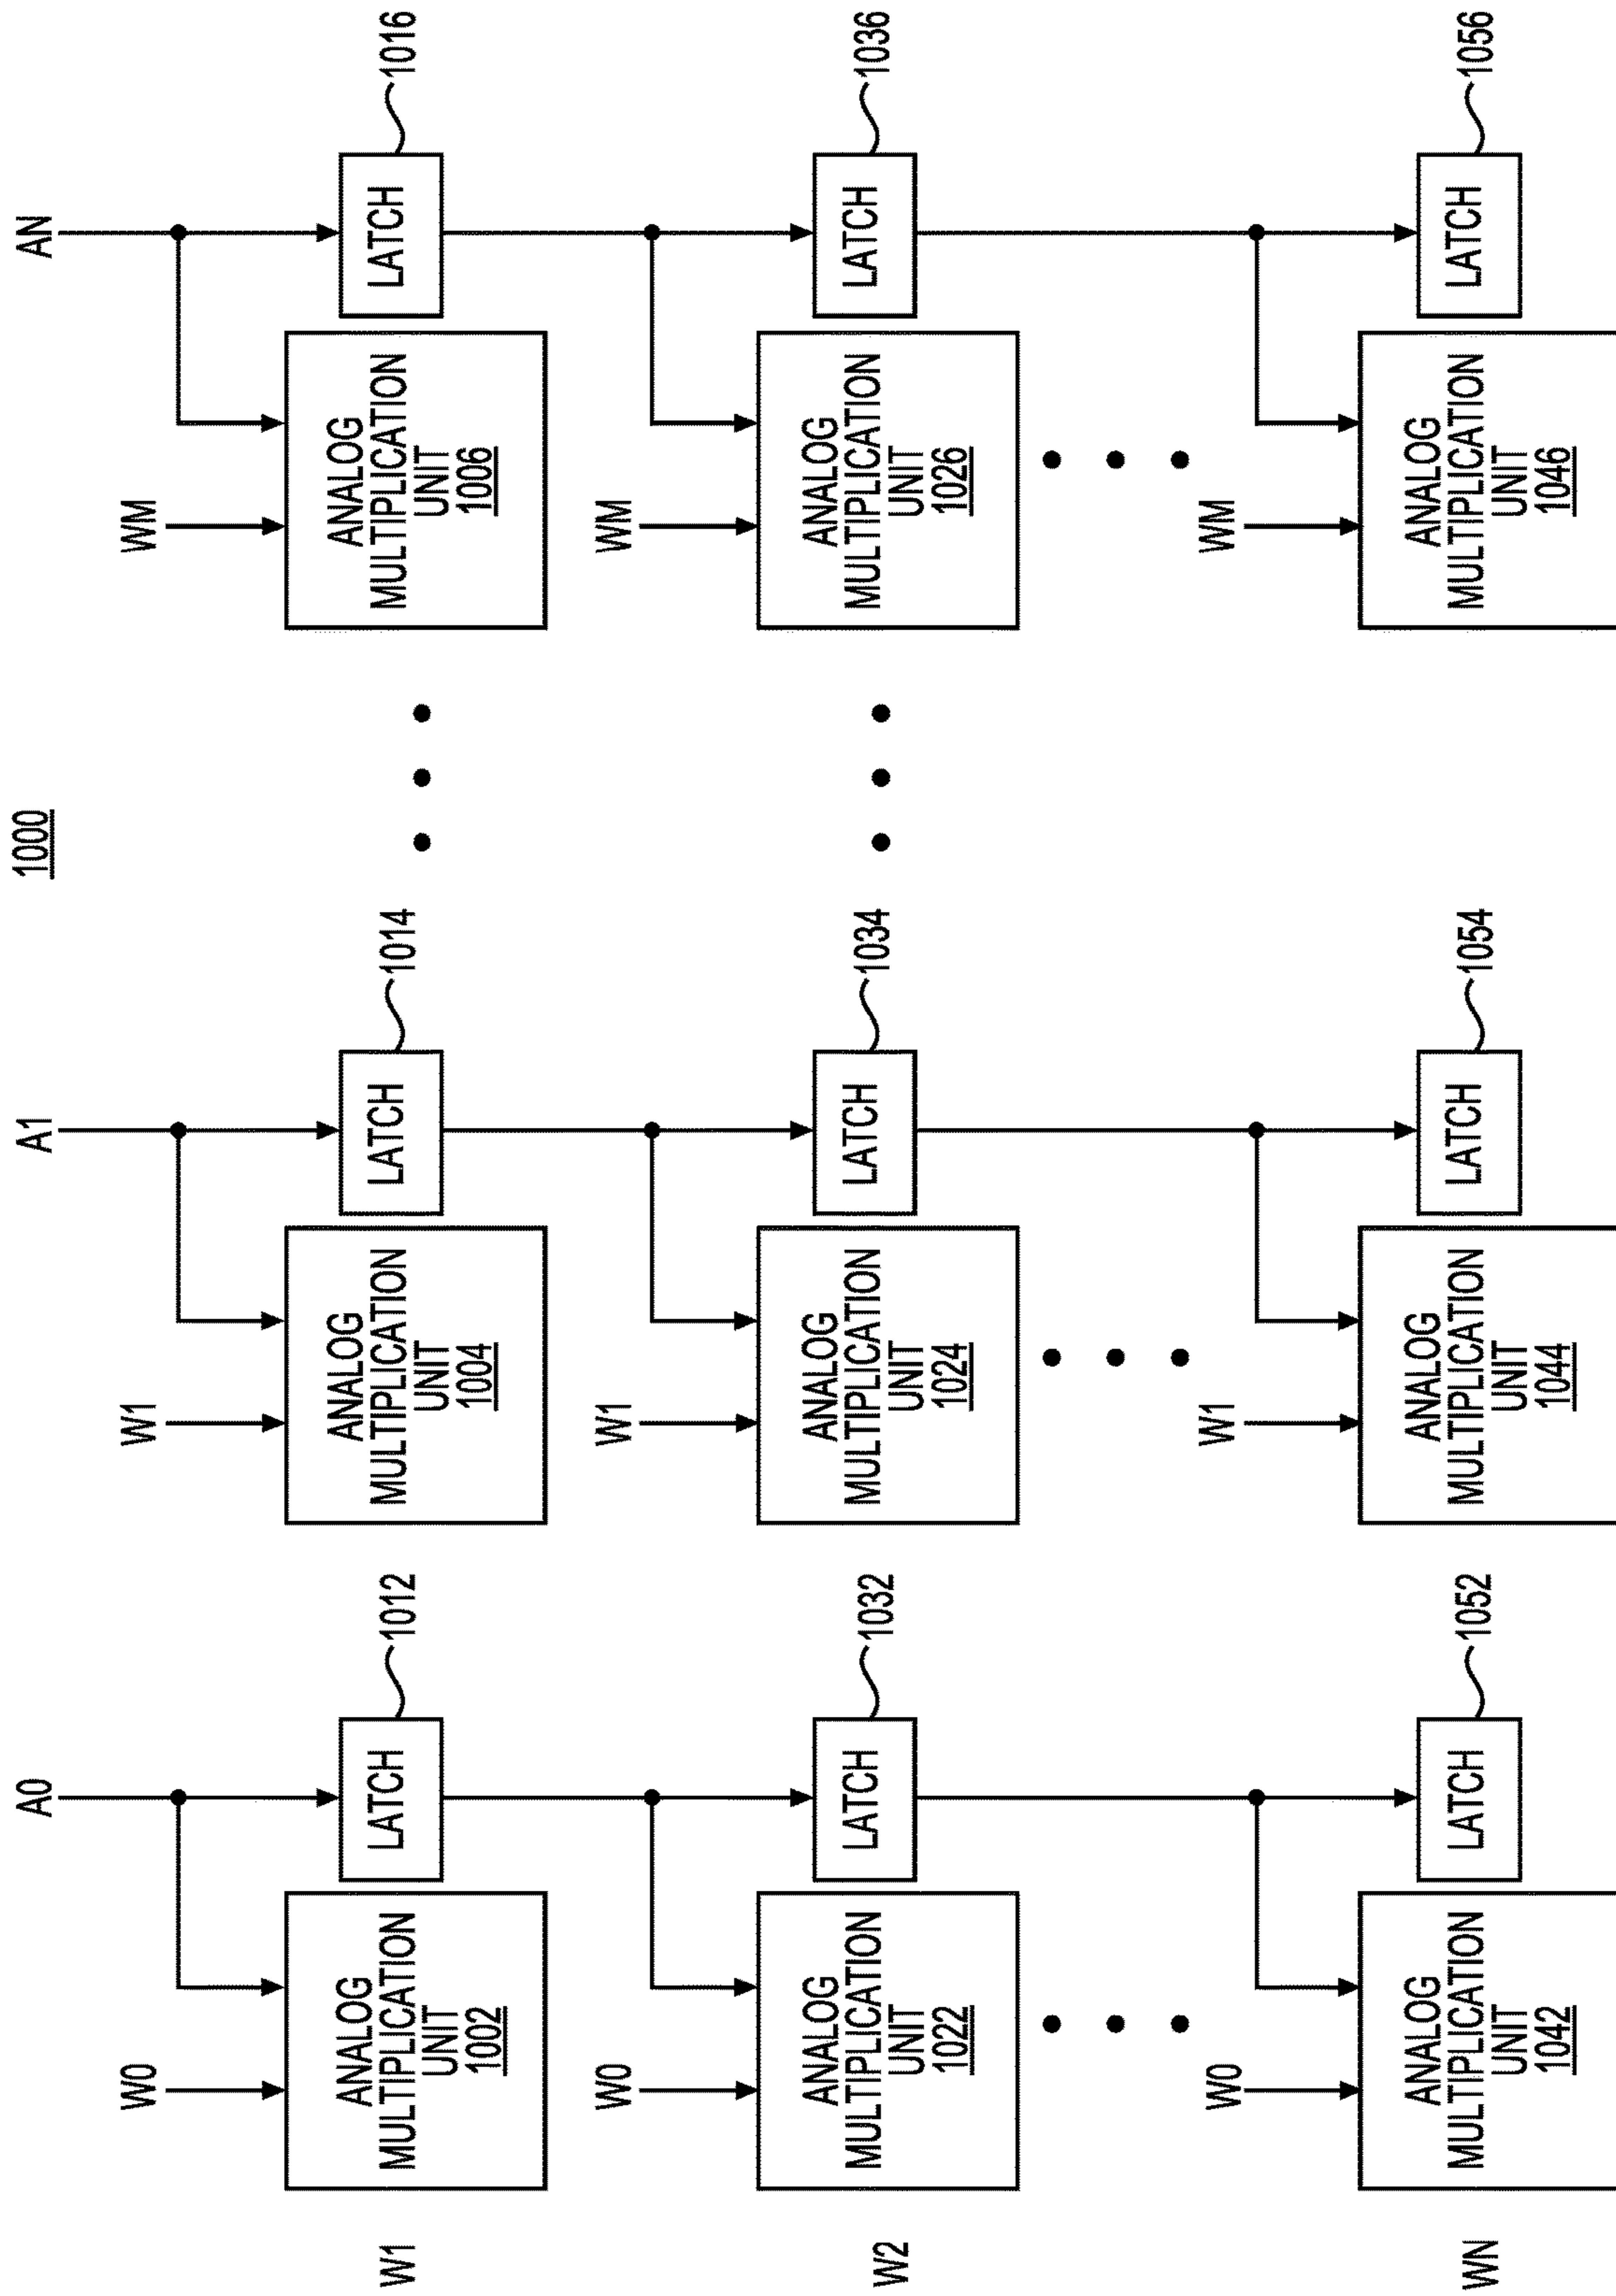 1000
A0
A1
AN
W0
W1
WM
W1
ANALOG
MULTIPLICATION
UNIT
1002
LATCH
1012
ANALOG
MULTIPLICATION
UNIT
1004
LATCH
1014
ANALOG
MULTIPLICATION
UNIT
1006
LATCH
1016
W0
W1
WM
W2
ANALOG
MULTIPLICATION
UNIT
1022
LATCH
1032
ANALOG
MULTIPLICATION
UNIT
1024
LATCH
1034
ANALOG
MULTIPLICATION
UNIT
1026
LATCH
1036
W0
W1
WM
WN
ANALOG
MULTIPLICATION
UNIT
1042
LATCH
1052
ANALOG
MULTIPLICATION
UNIT
1044
LATCH
1054
ANALOG
MULTIPLICATION
UNIT
1046
LATCH
1056